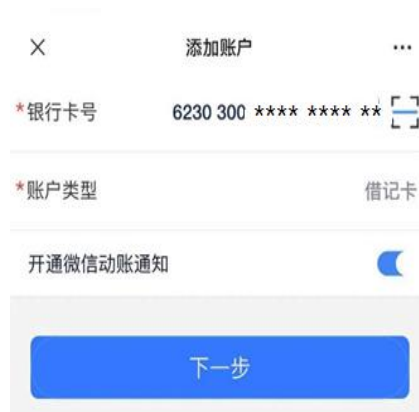 添加账户
*银行卡号 6230 300 **** **** **
*账户类型 借记卡
开通微信动账通知
下一步